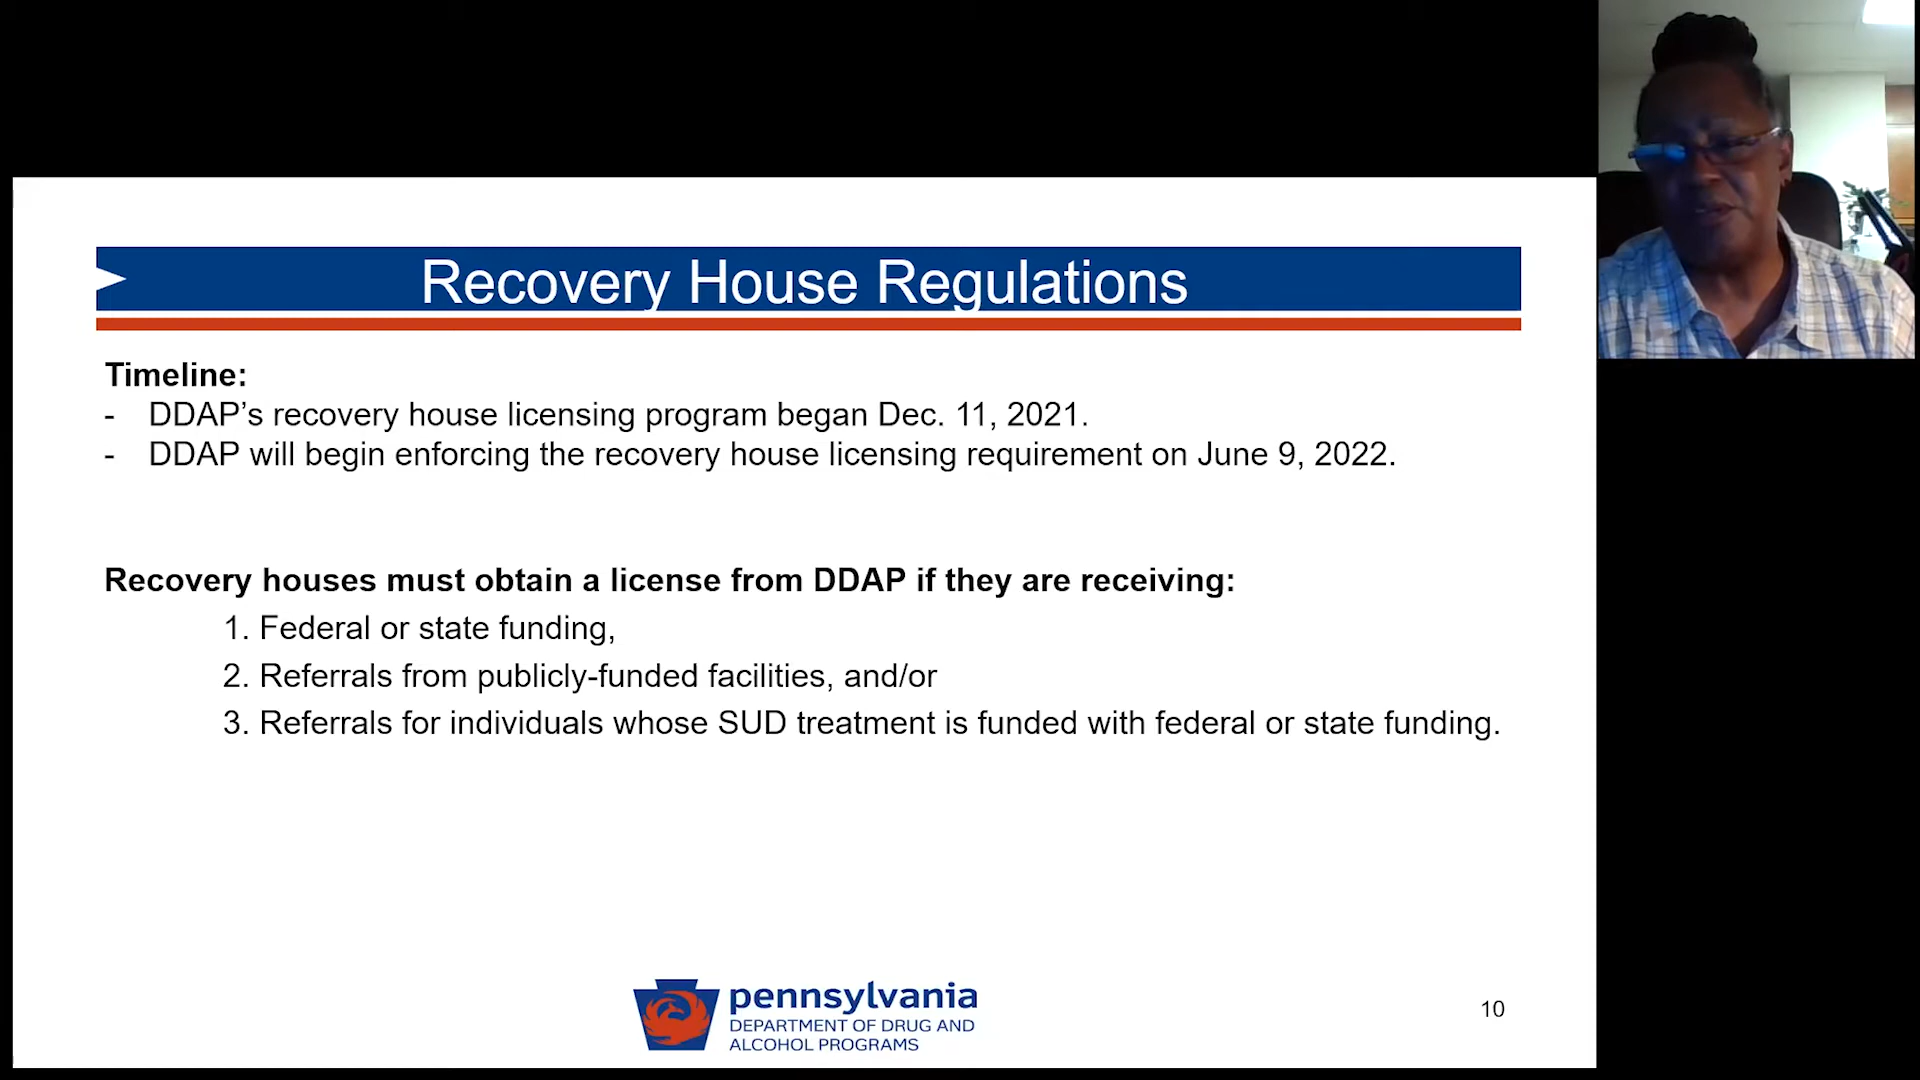 Recovery House Regulations
Timeline:
- DDAP’s recovery house licensing program began Dec. 11, 2021.
- DDAP will begin enforcing the recovery house licensing requirement on June 9, 2022.
Recovery houses must obtain a license from DDAP if they are receiving:
1. Federal or state funding,
2. Referrals from publicly-funded facilities, and/or
3. Referrals for individuals whose SUD treatment is funded with federal or state funding.
pennsylvania
DEPARTMENT OF DRUG AND
ALCOHOL PROGRAMS
10